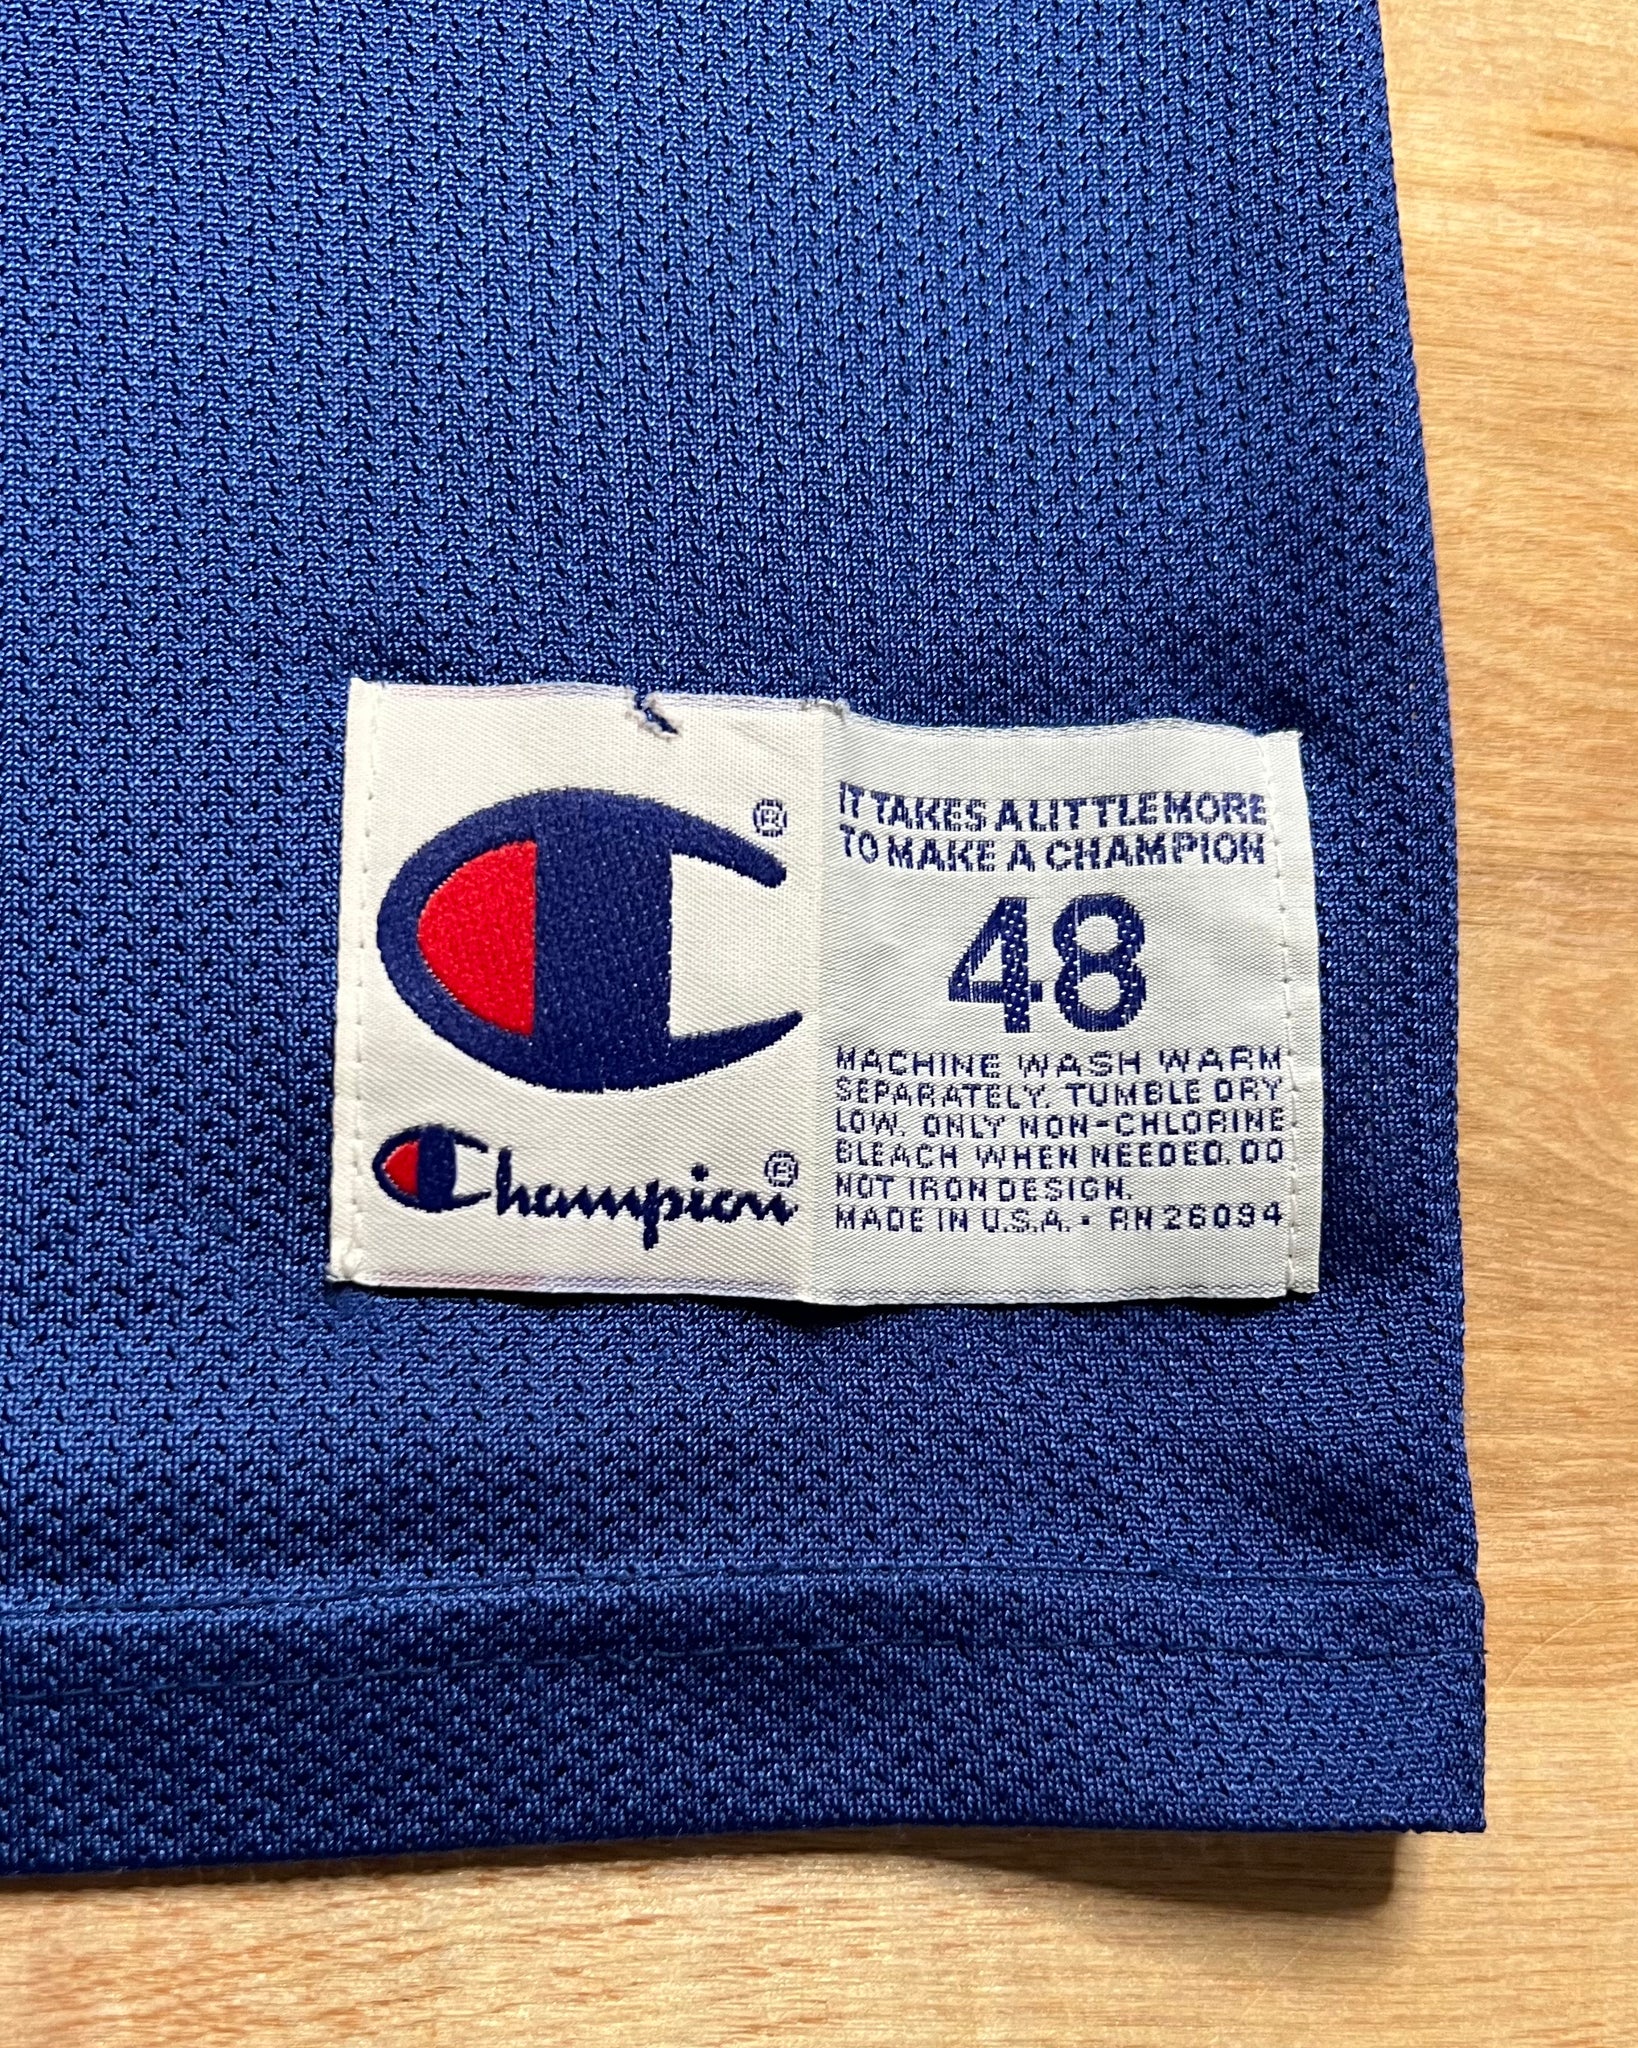 ®
Champion®
IT TAKES A LITTLE MORE
TO MAKE A CHAMPION
48
MACHINE WASH WARM
SEPARATELY. TUMBLE DRY
LOW. ONLY NON-CHLORINE
BLEACH WHEN NEEDED. DO
NOT IRON DESIGN.
MADE IN U.S.A. • RN 26094